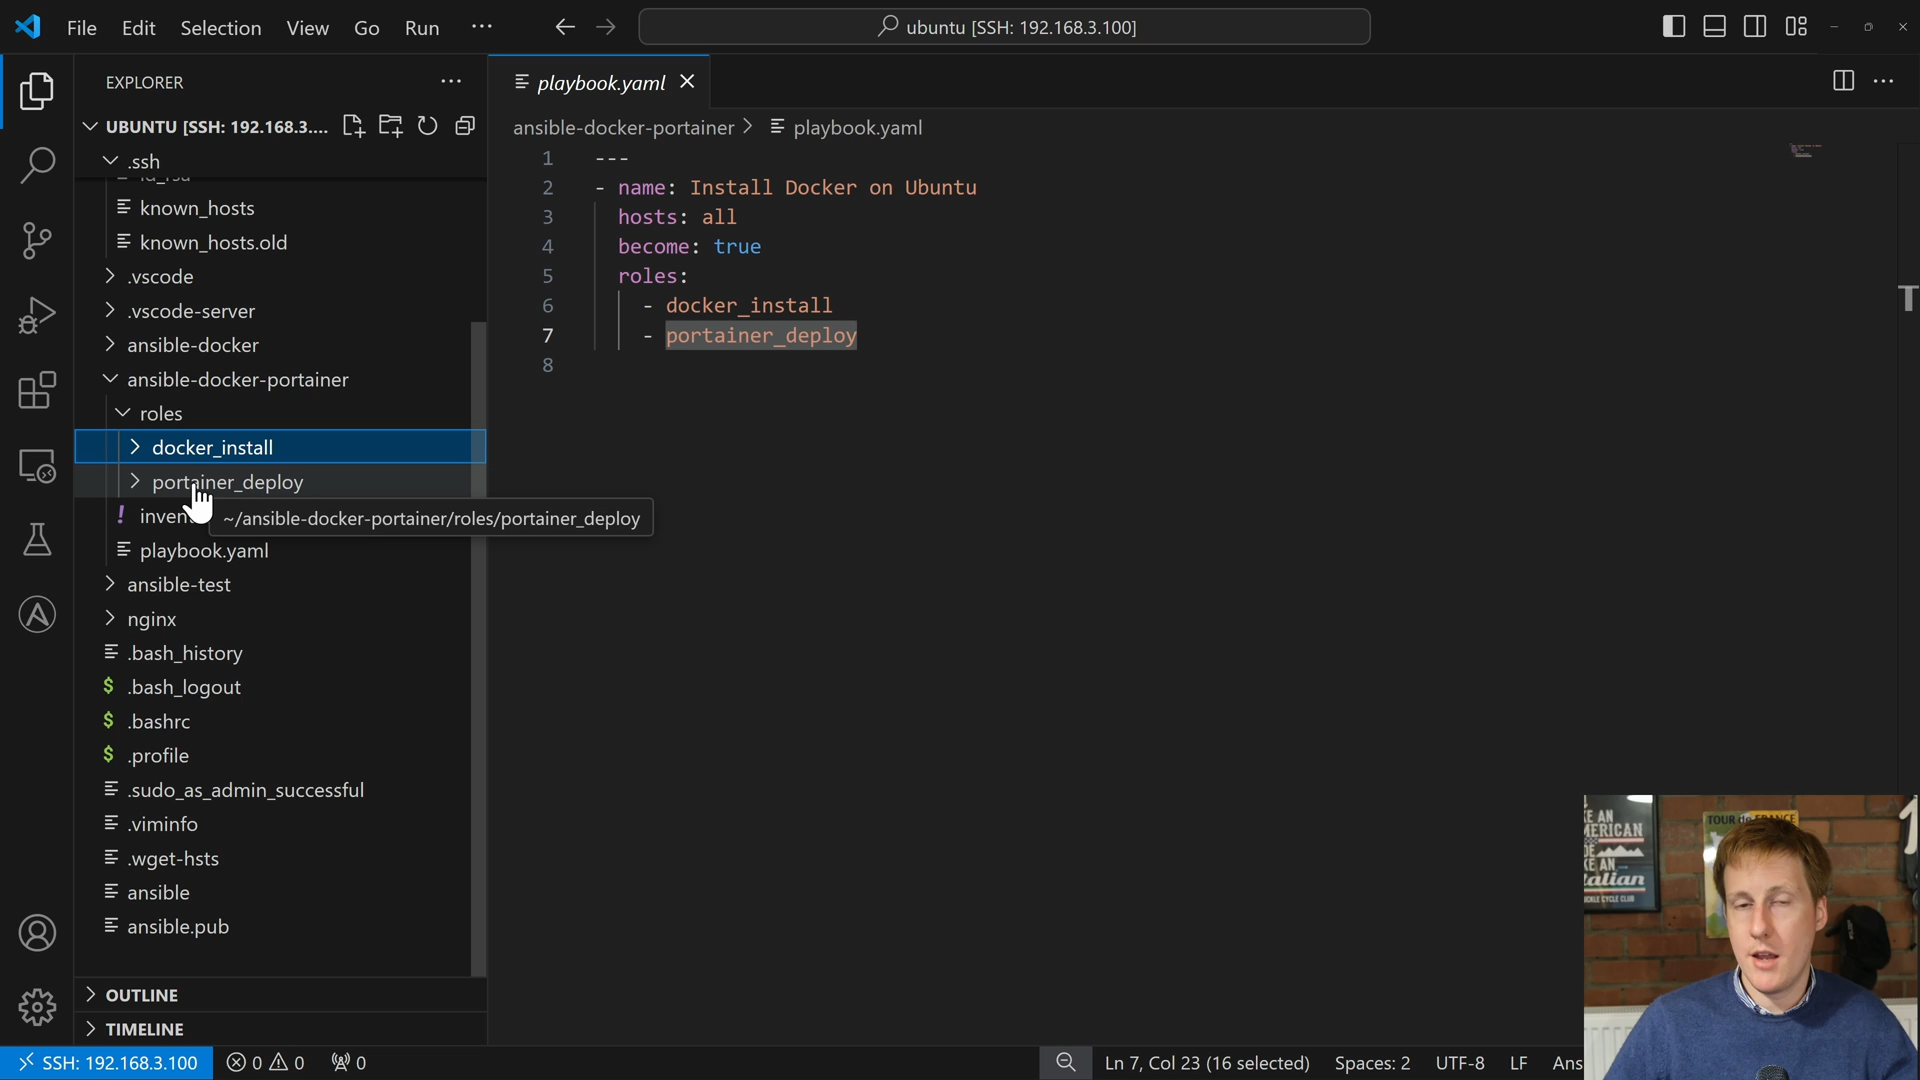 File Edit Selection View Go Run ···
ubuntu [SSH: 192.168.3.100]
EXPLORER
UBUNTU [SSH: 192.168.3....
.ssh
known_hosts
known_hosts.old
.vscode
.vscode-server
ansible-docker
ansible-docker-portainer
roles
docker_install
portainer_deploy
! inven
~/ansible-docker-portainer/roles/portainer_deploy
playbook.yaml
ansible-test
nginx
.bash_history
$ .bash_logout
$ .bashrc
$ .profile
.sudo_as_admin_successful
.viminfo
.wget-hsts
ansible
ansible.pub
OUTLINE
TIMELINE
playbook.yaml
ansible-docker-portainer > playbook.yaml
1 ---
2 - name: Install Docker on Ubuntu
3 hosts: all
4 become: true
5 roles:
6 - docker_install
7 - portainer_deploy
8
TOUR de FRANCE
SSH: 192.168.3.100 0 0 0 Ln 7, Col 23 (16 selected) Spaces: 2 UTF-8 LF Ans